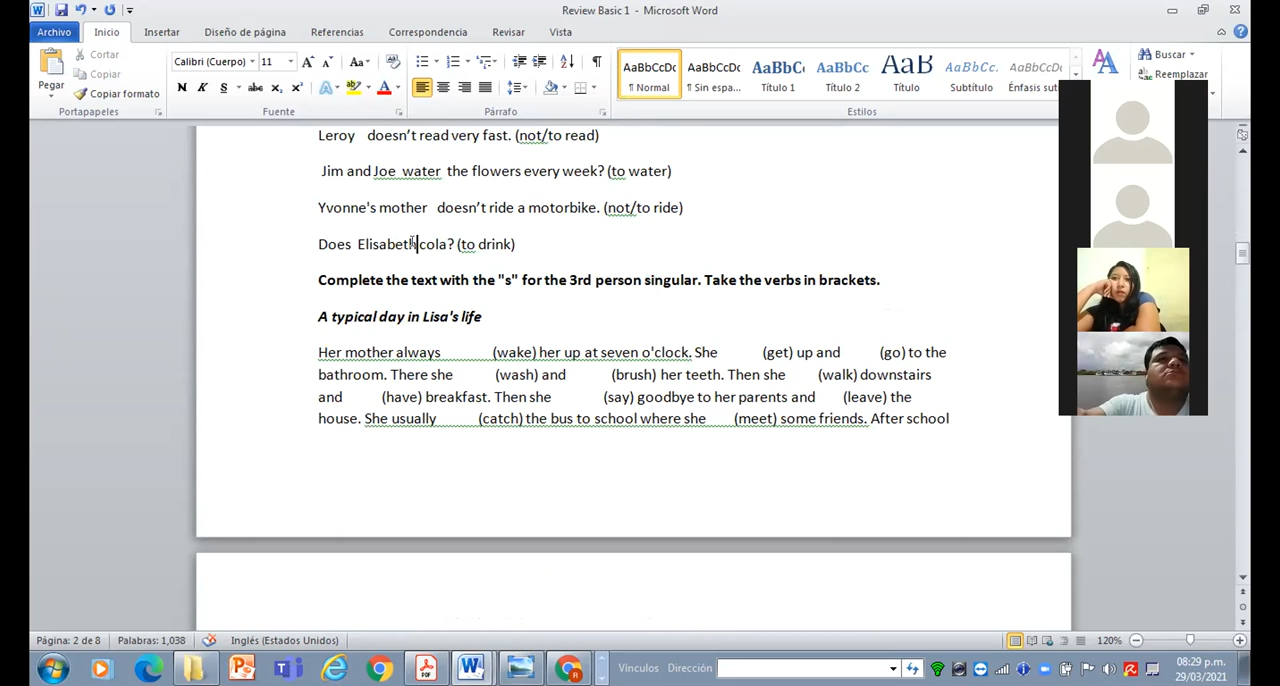 Review Basic 1 - Microsoft Word
Archivo Inicio Insertar Diseño de página Referencias Correspondencia Revisar Vista
Pegar
Cortar
Copiar
Copiar formato
Portapapeles
Calibri (Cuerpo) 11
Fuente
Párrafo
AaBbCcDc AaBbCcDc AaBbC AaBbCc AaB AaBbCc. AaBbCcDc
¶ Normal ¶ Sin espa... Título 1 Título 2 Título Subtítulo Énfasis sut
Estilos
Buscar
Reemplazar
Leroy doesn't read very fast. (not/to read)
Jim and Joe water the flowers every week? (to water)
Yvonne's mother doesn't ride a motorbike. (not/to ride)
Does Elisabeth cola? (to drink)
Complete the text with the "s" for the 3rd person singular. Take the verbs in brackets.
A typical day in Lisa's life
Her mother always (wake) her up at seven o'clock. She (get) up and (go) to the
bathroom. There she (wash) and (brush) her teeth. Then she (walk) downstairs
and (have) breakfast. Then she (say) goodbye to her parents and (leave) the
house. She usually (catch) the bus to school where she (meet) some friends. After school
Página: 2 de 8 Palabras: 1,038 Inglés (Estados Unidos) 120%
Vínculos Dirección
08:29 p.m.
29/03/2021